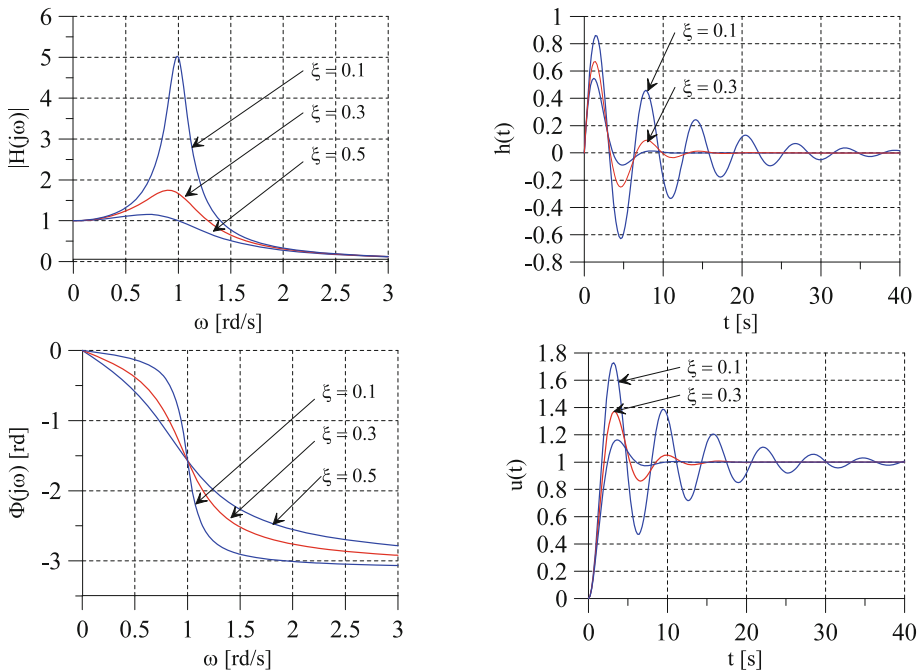 6
5
4
3
2
1
0
|H(jω)|
ξ = 0.1
ξ = 0.3
ξ = 0.5
0 0.5 1 1.5 2 2.5 3
ω [rd/s]
1
0.8
0.6
0.4
0.2
0
-0.2
-0.4
-0.6
-0.8
h(t)
ξ = 0.1
ξ = 0.3
0 10 20 30 40
t [s]
0
-1
-2
-3
Φ(jω) [rd]
ξ = 0.1
ξ = 0.3
ξ = 0.5
0 0.5 1 1.5 2 2.5 3
ω [rd/s]
1.8
1.6
1.4
1.2
1
0.8
0.6
0.4
0.2
0
u(t)
ξ = 0.1
ξ = 0.3
0 10 20 30 40
t [s]